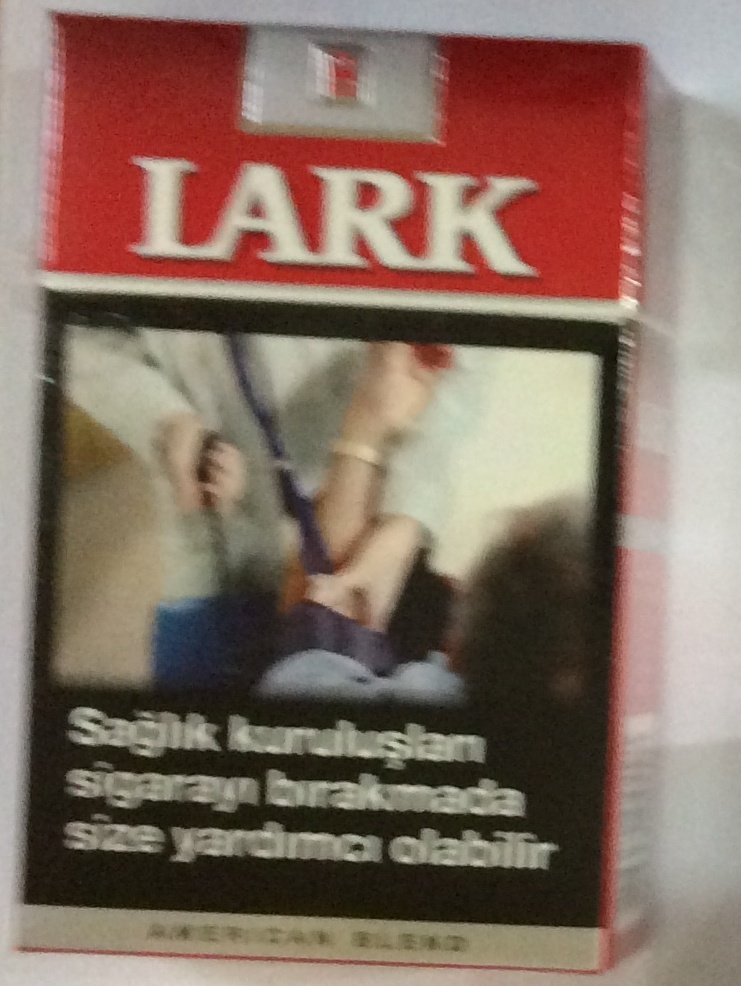 LARK
Sağlık kuruluşları
sigarayı bırakmada
size yardımcı olabilir
AMERICAN BLEND